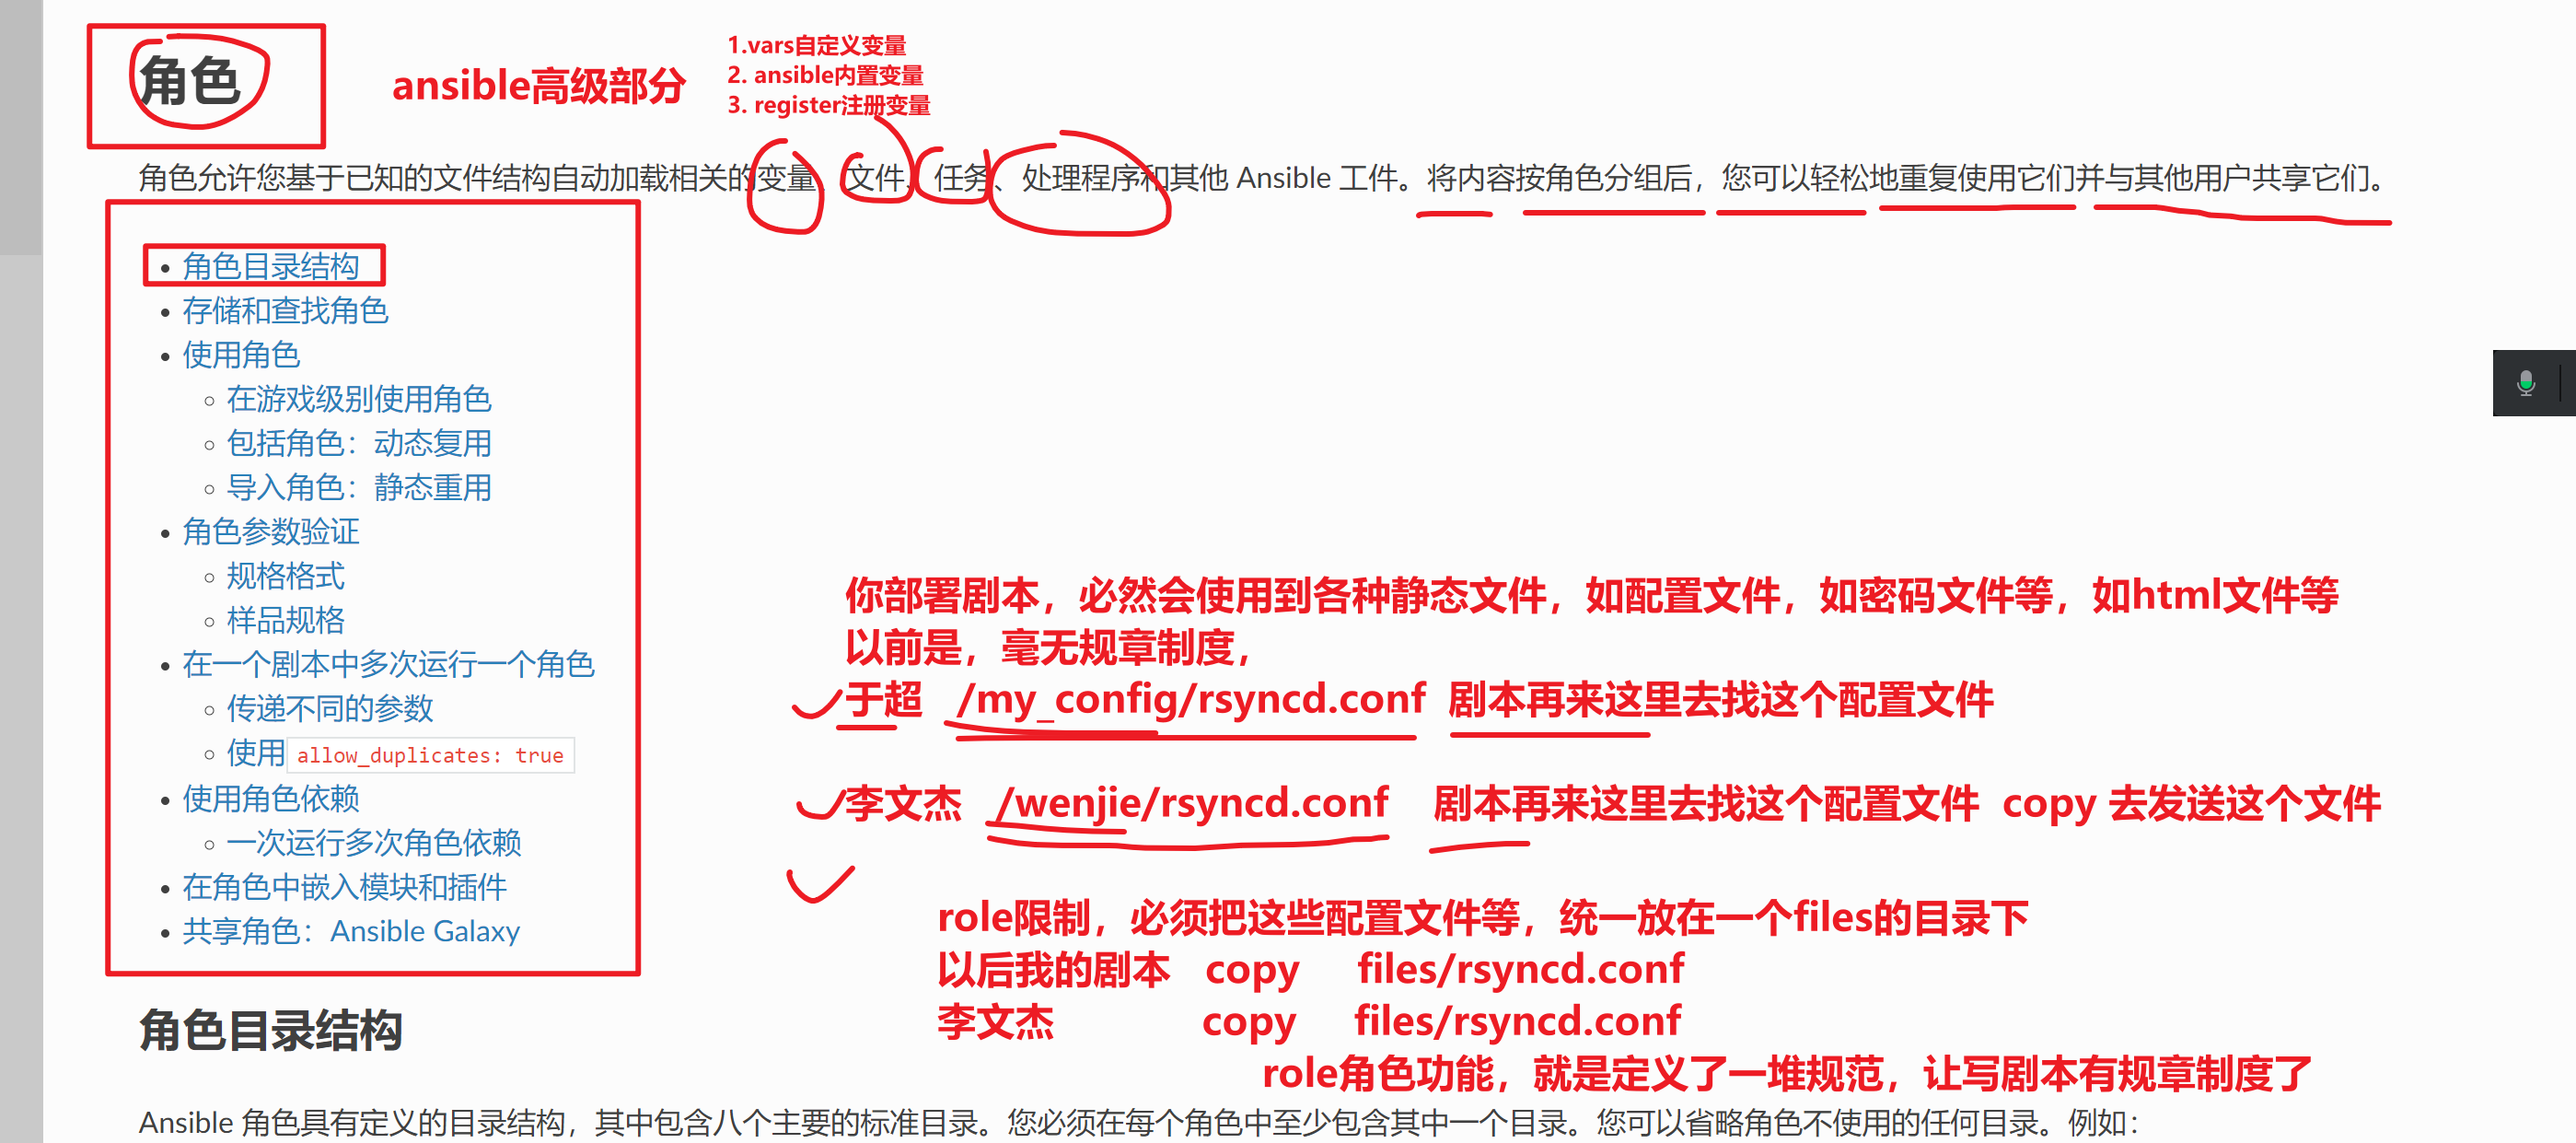 角色
ansible高级部分
1.vars自定义变量
2. ansible内置变量
3. register注册变量
角色允许您基于已知的文件结构自动加载相关的变量、文件、任务、处理程序和其他 Ansible 工件。将内容按角色分组后，您可以轻松地重复使用它们并与其他用户共享它们。
角色目录结构
存储和查找角色
使用角色
在游戏级别使用角色
包括角色：动态复用
导入角色：静态重用
角色参数验证
规格格式
样品规格
在一个剧本中多次运行一个角色
传递不同的参数
使用allow_duplicates: true
使用角色依赖
一次运行多次角色依赖
在角色中嵌入模块和插件
共享角色：Ansible Galaxy
你部署剧本，必然会使用到各种静态文件，如配置文件，如密码文件等，如html文件等
以前是，毫无规章制度，
于超 /my_config/rsyncd.conf 剧本再来这里去找这个配置文件
李文杰 /wenjie/rsyncd.conf 剧本再来这里去找这个配置文件 copy 去发送这个文件
role限制，必须把这些配置文件等，统一放在一个files的目录下
以后我的剧本 copy files/rsyncd.conf
李文杰 copy files/rsyncd.conf
role角色功能，就是定义了一堆规范，让写剧本有规章制度了
角色目录结构
Ansible 角色具有定义的目录结构，其中包含八个主要的标准目录。您必须在每个角色中至少包含其中一个目录。您可以省略角色不使用的任何目录。例如：